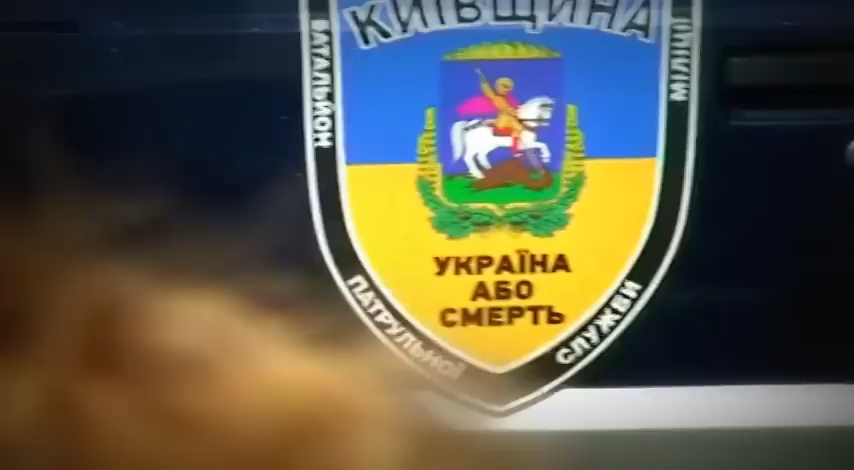 КИЇВЩИНА
БАТАЛЬЙОН
ПАТРУЛЬНОЇ
СЛУЖБИ
МІЛІЦІЇ
УКРАЇНА
АБО
СМЕРТЬ